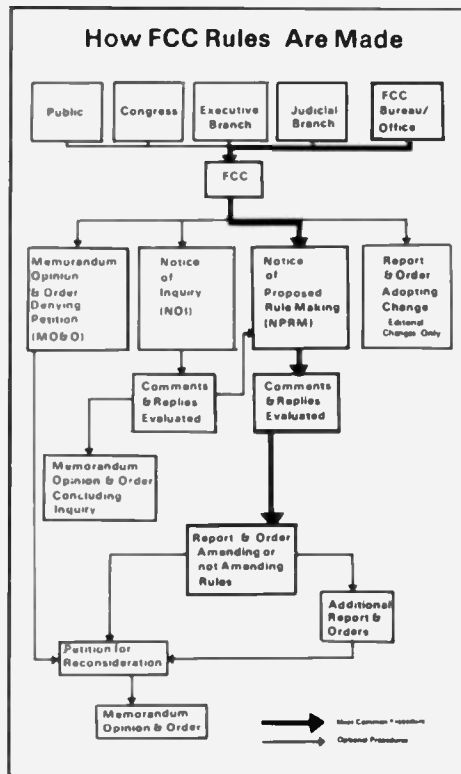 How FCC Rules Are Made
Public
Congress
Executive
Branch
Judicial
Branch
FCC
Bureau/
Office
FCC
Memorandum
Opinion
& Order
Denying
Petition
(MO&O)
Notice
of
Inquiry
(NOI)
Notice
of
Proposed
Rule Making
(NPRM)
Report
& Order
Adopting
Change
Editorial
Changes Only
Comments
& Replies
Evaluated
Comments
& Replies
Evaluated
Memorandum
Opinion & Order
Concluding
Inquiry
Report & Order
Amending or
not Amending
Rules
Additional
Report &
Orders
Petition for
Reconsideration
Memorandum
Opinion & Order
Most Common Procedure
Optional Procedures